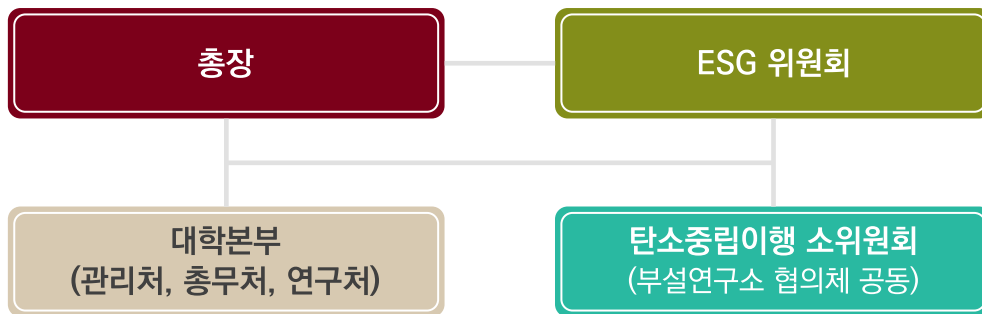 총장
ESG 위원회
대학본부
(관리처, 총무처, 연구처)
탄소중립이행 소위원회
(부설연구소 협의체 공동)